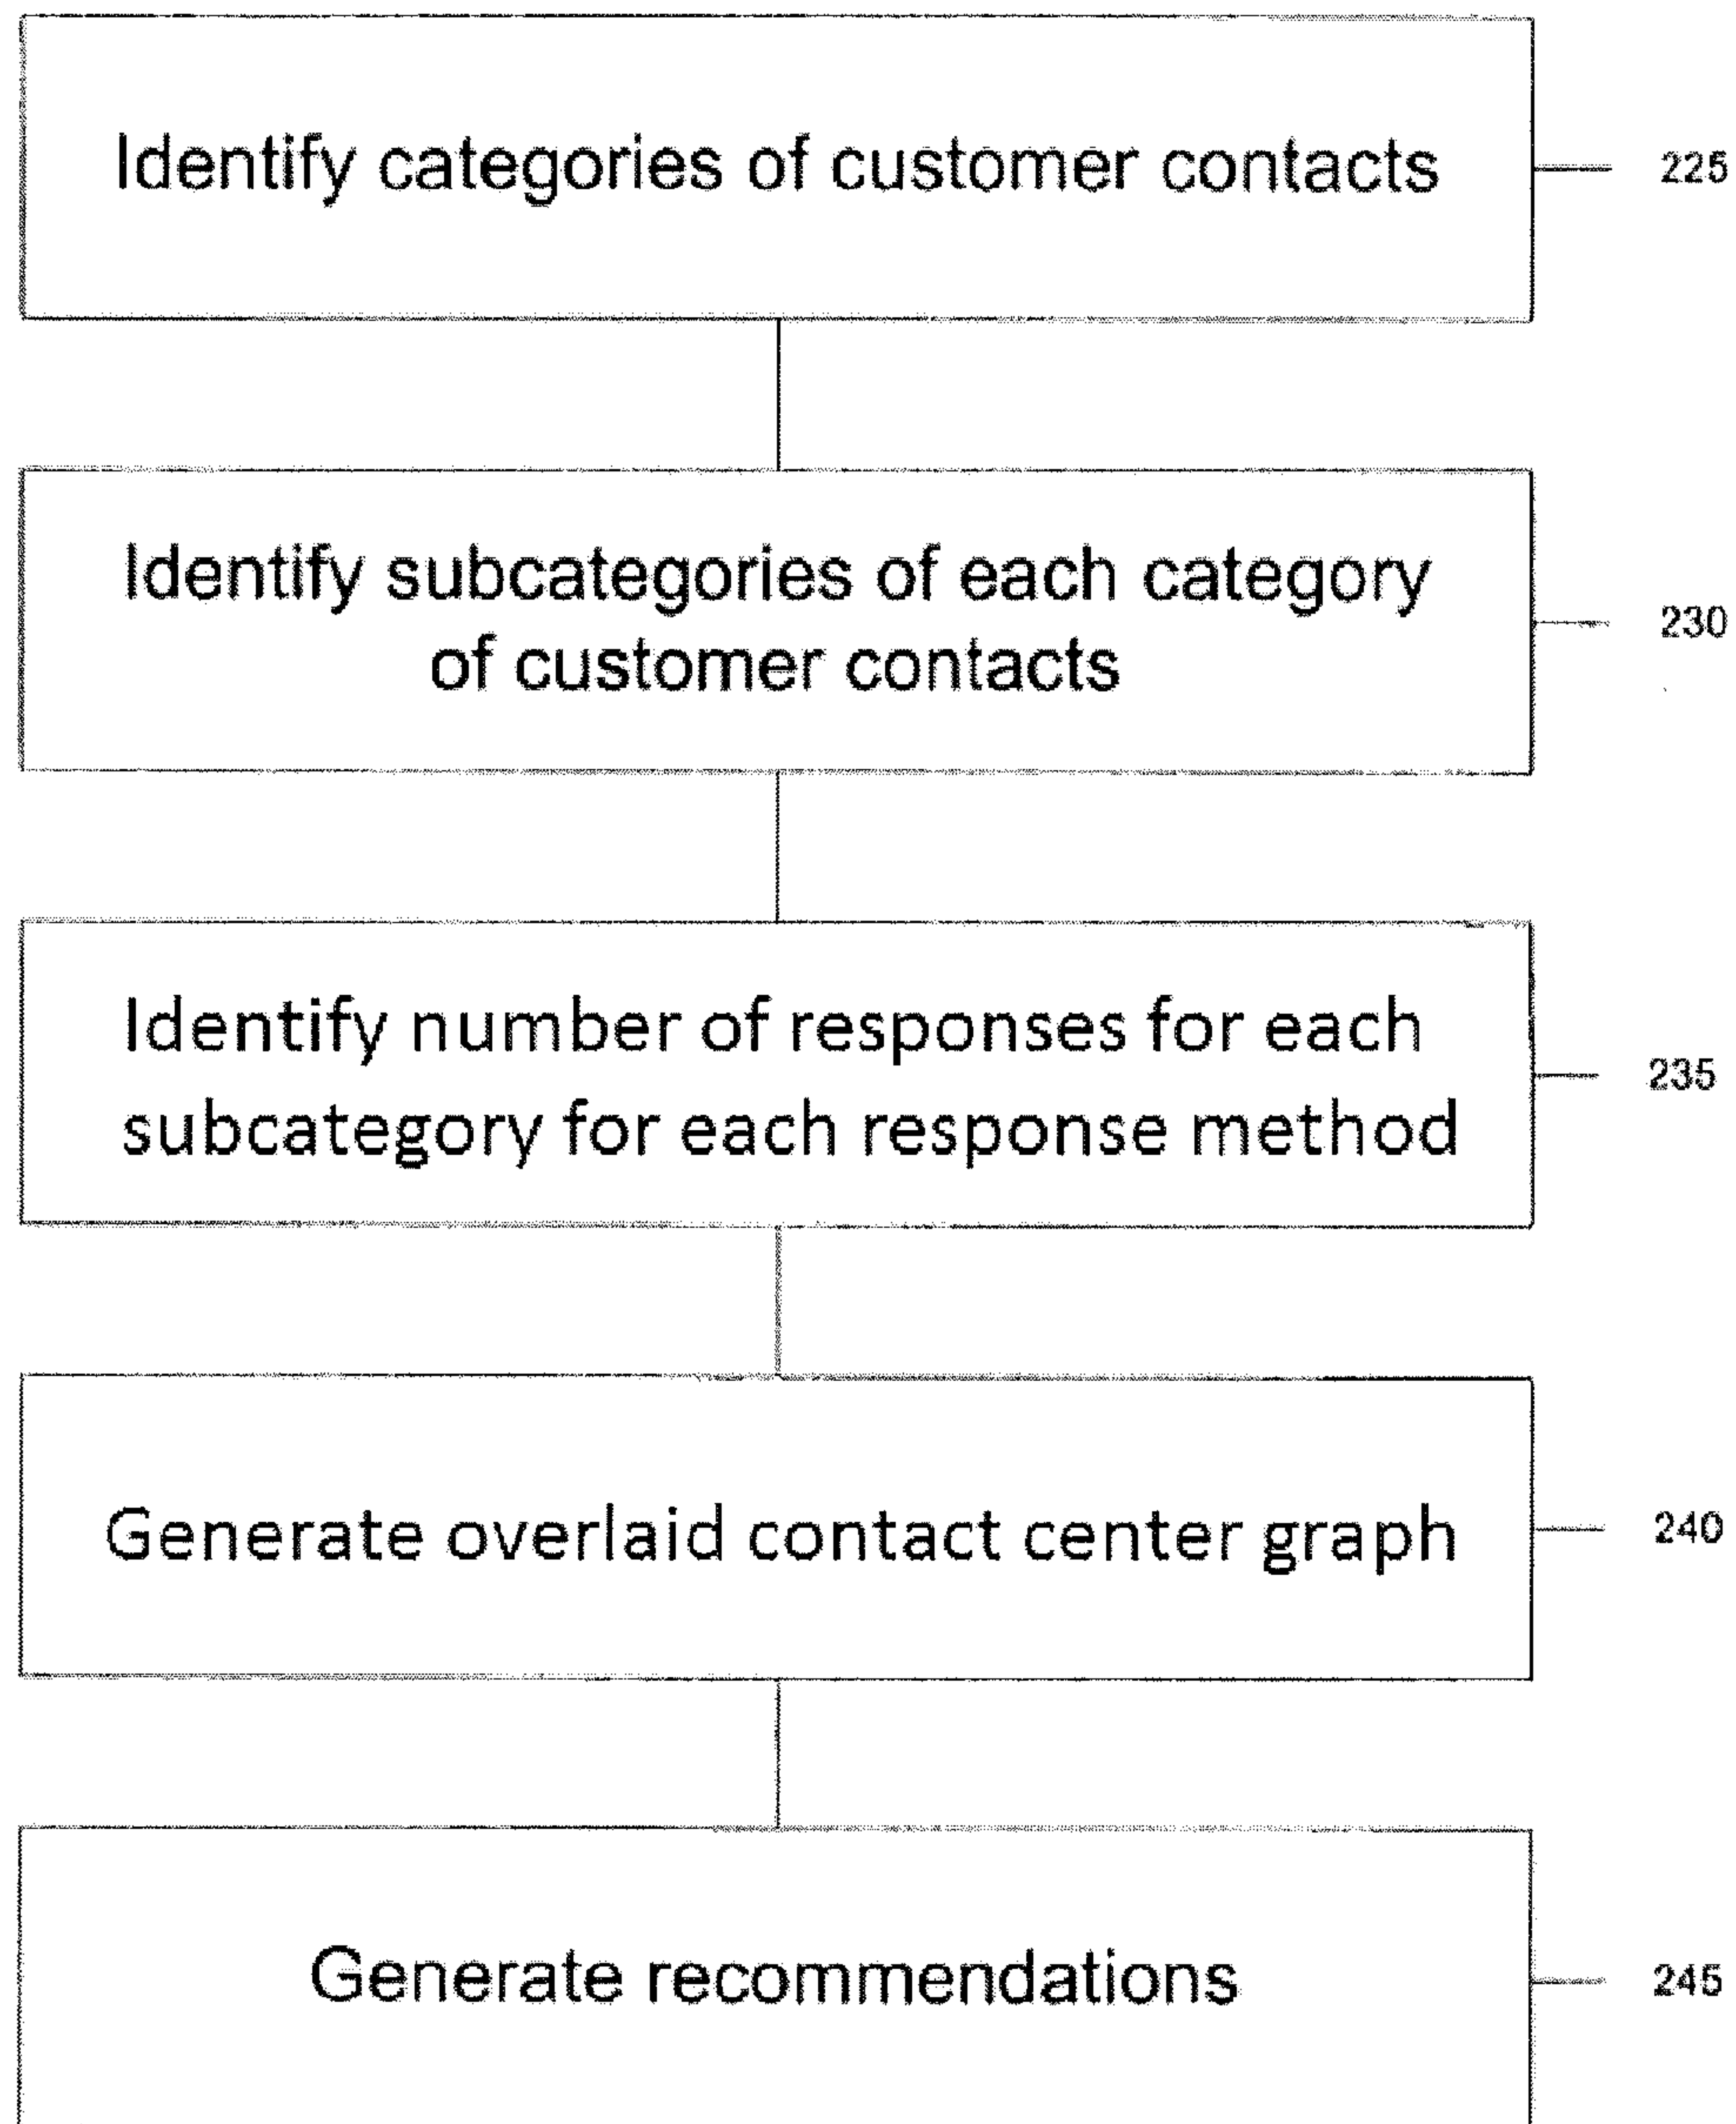 Identify categories of customer contacts
225
Identify subcategories of each category
of customer contacts
230
Identify number of responses for each
subcategory for each response method
235
Generate overlaid contact center graph
240
Generate recommendations
245